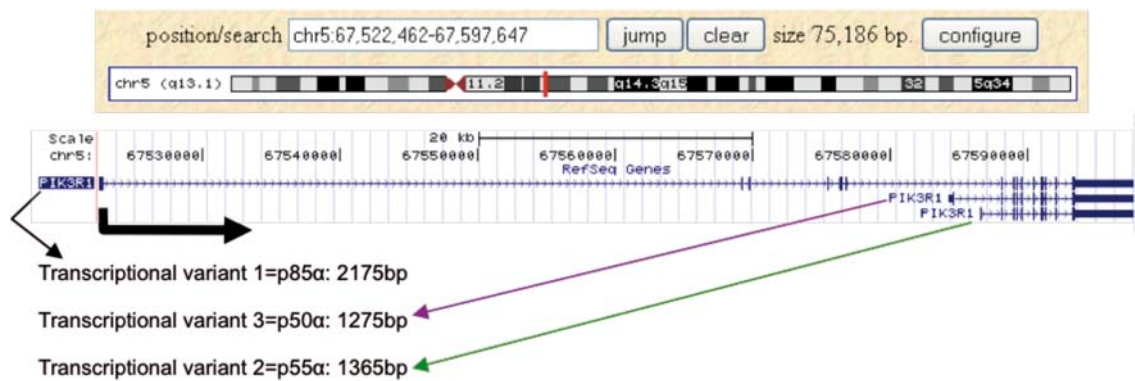 position/search chr5:67,522,462-67,597,647 jump clear size 75,186 bp. configure
chr5 (q13.1) 11.2 q14.3 q15 32 5q34
Scale 20 kb
chr5: 67530000| 67540000| 67550000| 67560000| 67570000| 67580000| 67590000|
RefSeq Genes
PIK3R1
PIK3R1
PIK3R1
Transcriptional variant 1=p85α: 2175bp
Transcriptional variant 3=p50α: 1275bp
Transcriptional variant 2=p55α: 1365bp